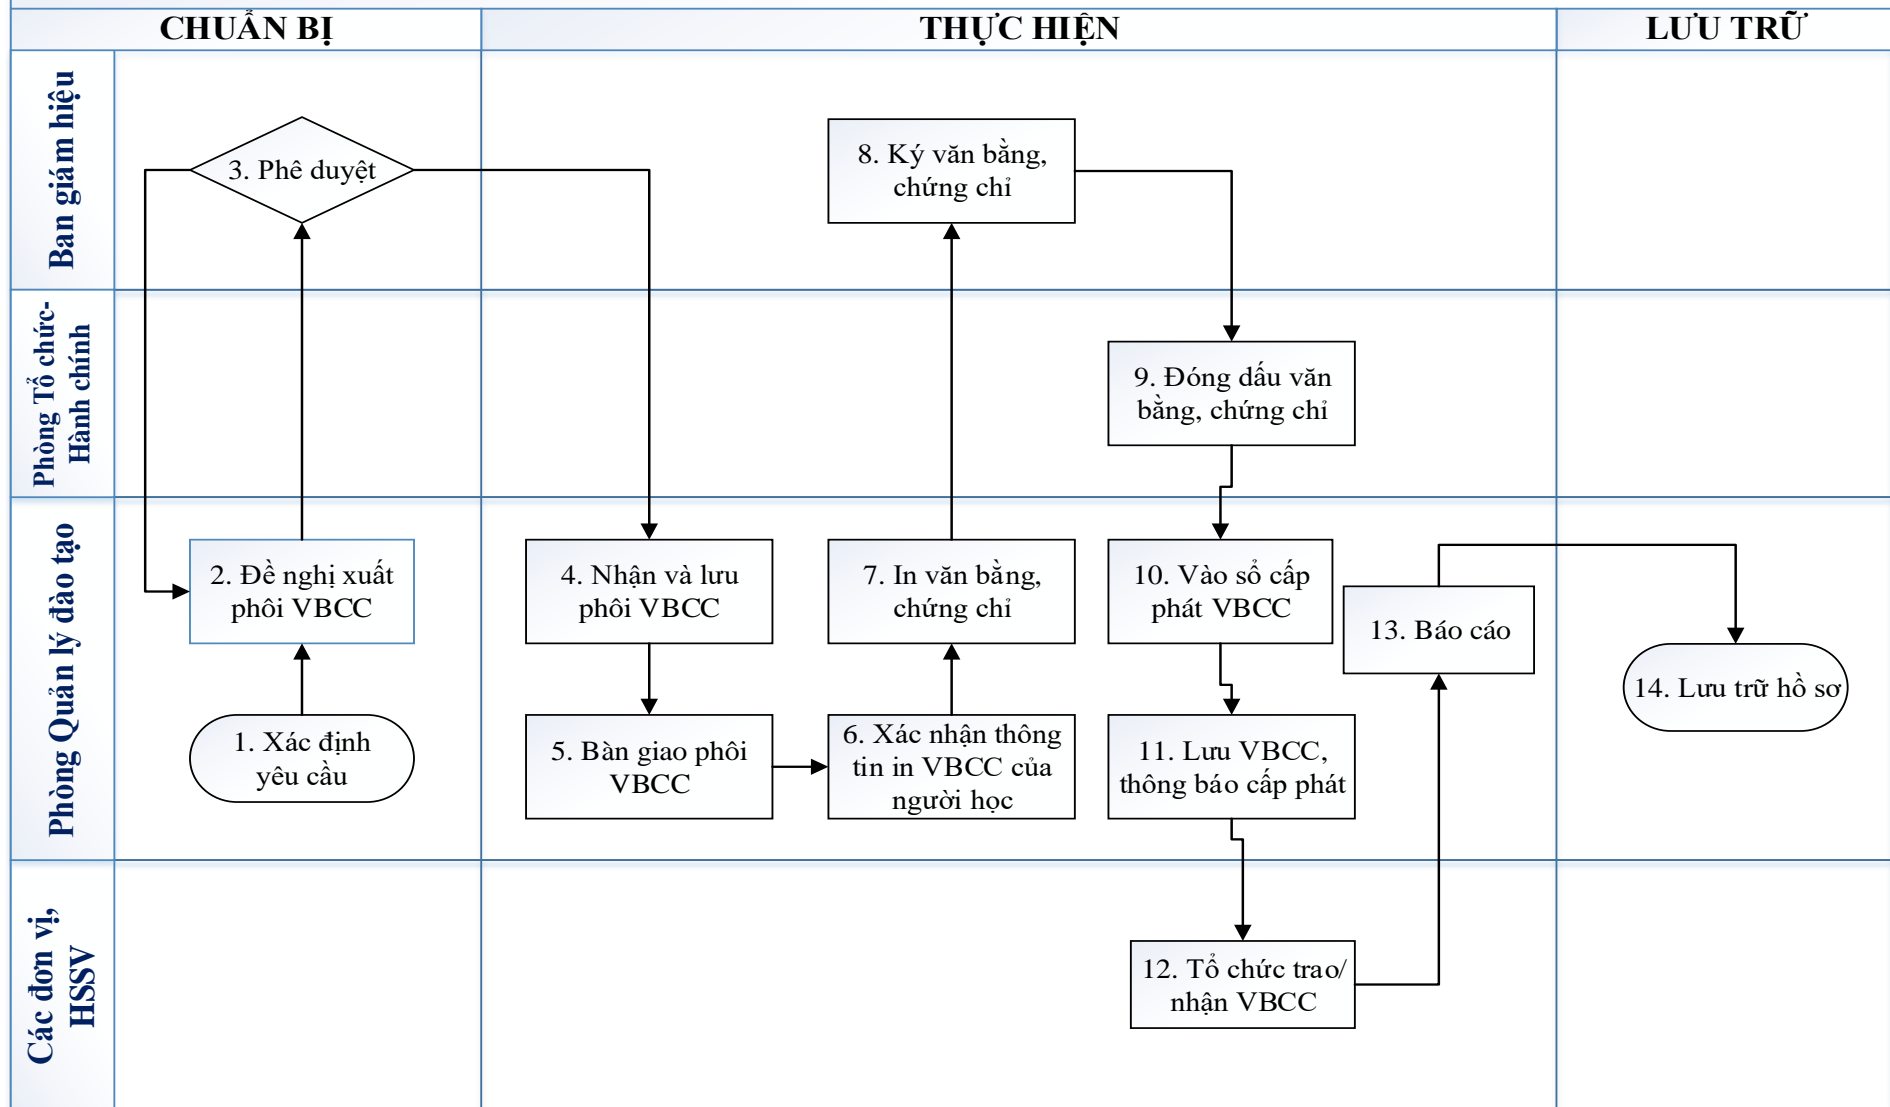 CHUẨN BỊ
THỰC HIỆN
LƯU TRỮ
Ban giám hiệu
3. Phê duyệt
8. Ký văn bằng,
chứng chỉ
Phòng Tổ chức-
Hành chính
9. Đóng dấu văn
bằng, chứng chỉ
Phòng Quản lý đào tạo
2. Đề nghị xuất
phôi VBCC
4. Nhận và lưu
phôi VBCC
7. In văn bằng,
chứng chỉ
10. Vào sổ cấp
phát VBCC
13. Báo cáo
14. Lưu trữ hồ sơ
1. Xác định
yêu cầu
5. Bàn giao phôi
VBCC
6. Xác nhận thông
tin in VBCC của
người học
11. Lưu VBCC,
thông báo cấp phát
Các đơn vị,
HSSV
12. Tổ chức trao/
nhận VBCC